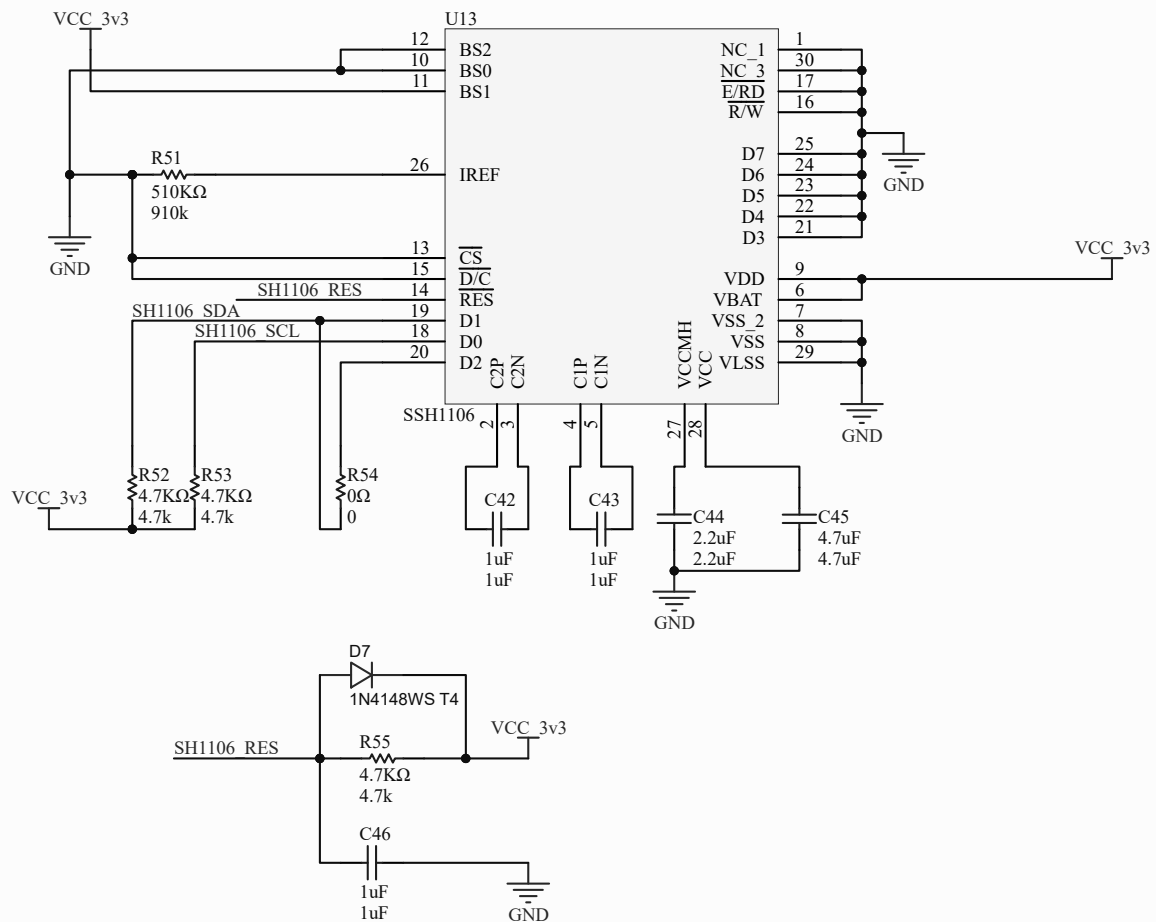 VCC_3v3
U13
12 BS2 NC_1 1
10 BS0 NC_3 30
11 BS1 E/RD 17
R/W 16
R51
510KΩ
910k
26 IREF
D7 25
D6 24
D5 23
D4 22
D3 21
GND
GND
VCC_3v3
13 CS
15 D/C VDD 9
SH1106_RES 14 RES VBAT 6
SH1106_SDA 19 D1 VSS_2 7
SH1106_SCL 18 D0 VSS 8
20 D2 VLSS 29
C2P C2N C1P C1N VCCMH VCC
SSH1106
2 3 4 5 27 28
GND
VCC_3v3
R52
4.7KΩ
4.7k
R53
4.7KΩ
4.7k
R54
0Ω
0
C42
1uF
1uF
C43
1uF
1uF
C44
2.2uF
2.2uF
C45
4.7uF
4.7uF
GND
D7
1N4148WS T4
VCC_3v3
SH1106_RES
R55
4.7KΩ
4.7k
C46
1uF
1uF
GND